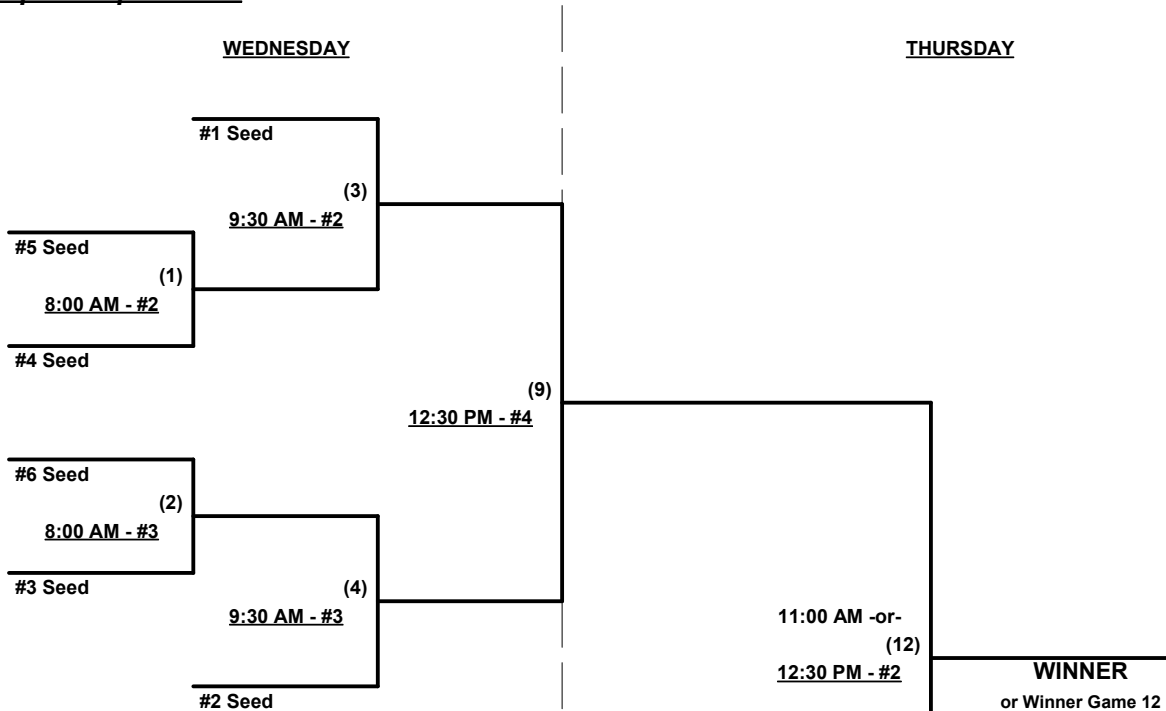 WEDNESDAY
THURSDAY
#1 Seed
(3)
9:30 AM - #2
#5 Seed
(1)
8:00 AM - #2
#4 Seed
(9)
12:30 PM - #4
#6 Seed
(2)
8:00 AM - #3
#3 Seed
(4)
9:30 AM - #3
#2 Seed
11:00 AM -or-
(12)
12:30 PM - #2
WINNER
or Winner Game 12